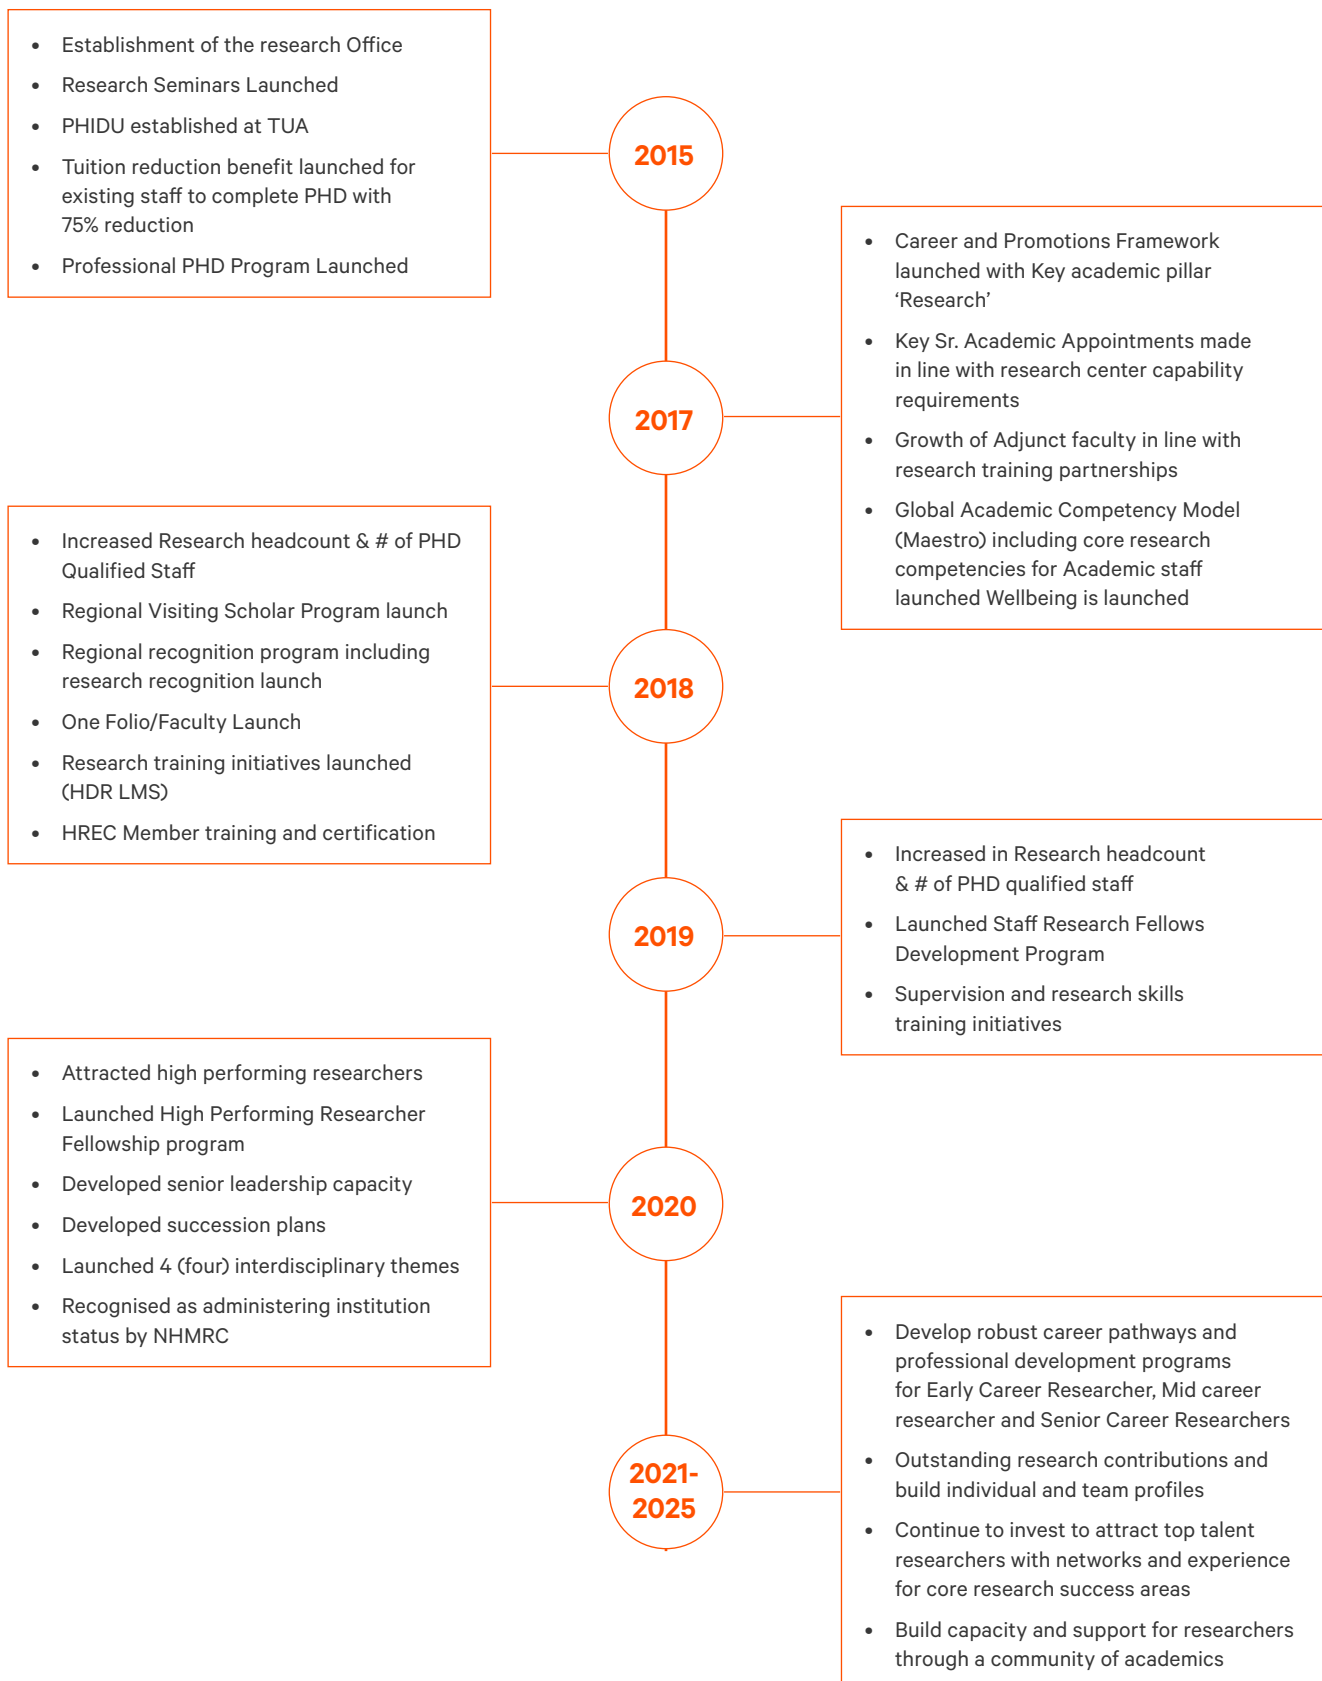 • Establishment of the research Office
• Research Seminars Launched
• PHIDU established at TUA
• Tuition reduction benefit launched for
existing staff to complete PHD with
75% reduction
• Professional PHD Program Launched
2015
• Career and Promotions Framework
launched with Key academic pillar
‘Research’
• Key Sr. Academic Appointments made
in line with research center capability
requirements
• Growth of Adjunct faculty in line with
research training partnerships
• Global Academic Competency Model
(Maestro) including core research
competencies for Academic staff
launched Wellbeing is launched
2017
• Increased Research headcount & # of PHD
Qualified Staff
• Regional Visiting Scholar Program launch
• Regional recognition program including
research recognition launch
• One Folio/Faculty Launch
• Research training initiatives launched
(HDR LMS)
• HREC Member training and certification
2018
• Increased in Research headcount
& # of PHD qualified staff
• Launched Staff Research Fellows
Development Program
• Supervision and research skills
training initiatives
2019
• Attracted high performing researchers
• Launched High Performing Researcher
Fellowship program
• Developed senior leadership capacity
• Developed succession plans
• Launched 4 (four) interdisciplinary themes
• Recognised as administering institution
status by NHMRC
2020
• Develop robust career pathways and
professional development programs
for Early Career Researcher, Mid career
researcher and Senior Career Researchers
• Outstanding research contributions and
build individual and team profiles
• Continue to invest to attract top talent
researchers with networks and experience
for core research success areas
• Build capacity and support for researchers
through a community of academics
2021-
2025